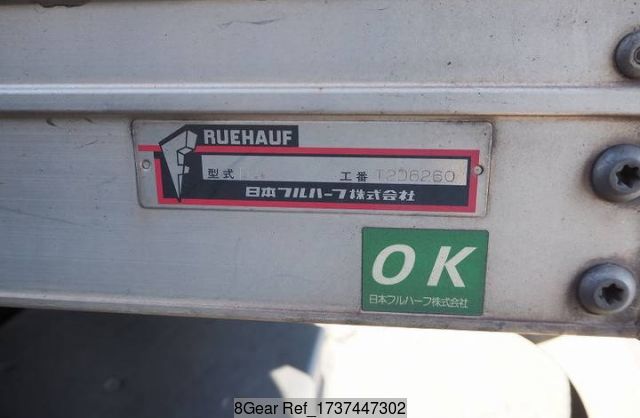 RUEHAUF
型式 工番 T2D6260
日本フルハーフ株式会社
OK
日本フルハーフ株式会社
8Gear Ref_1737447302